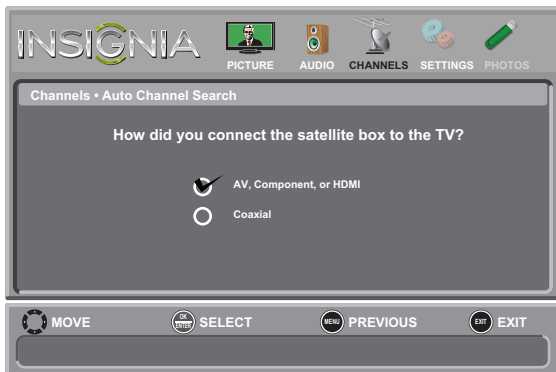 INSIGNIA
PICTURE AUDIO CHANNELS SETTINGS PHOTOS
Channels • Auto Channel Search
How did you connect the satellite box to the TV?
AV, Component, or HDMI
Coaxial
MOVE OK ENTER SELECT MENU PREVIOUS EXIT EXIT